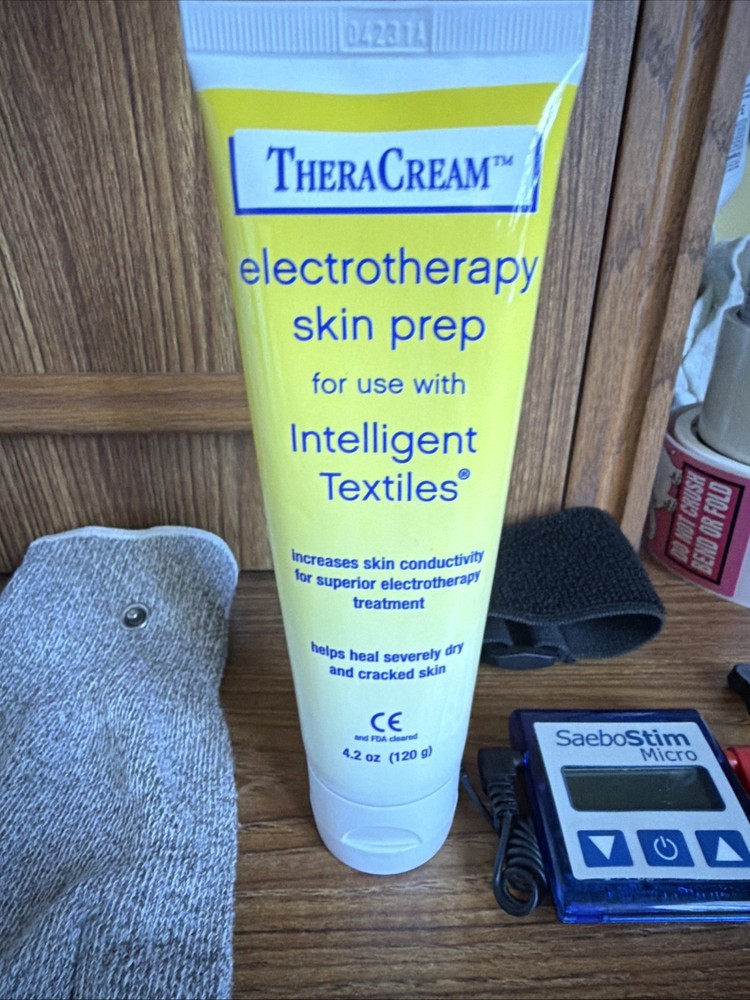 04231A
THERACREAM™
electrotherapy
skin prep
for use with
Intelligent
Textiles®
increases skin conductivity
for superior electrotherapy
treatment
helps heal severely dry
and cracked skin
CE
and FDA cleared
4.2 oz (120 g)
SaeboStim
Micro
DO NOT CRUSH
BEND OR FOLD